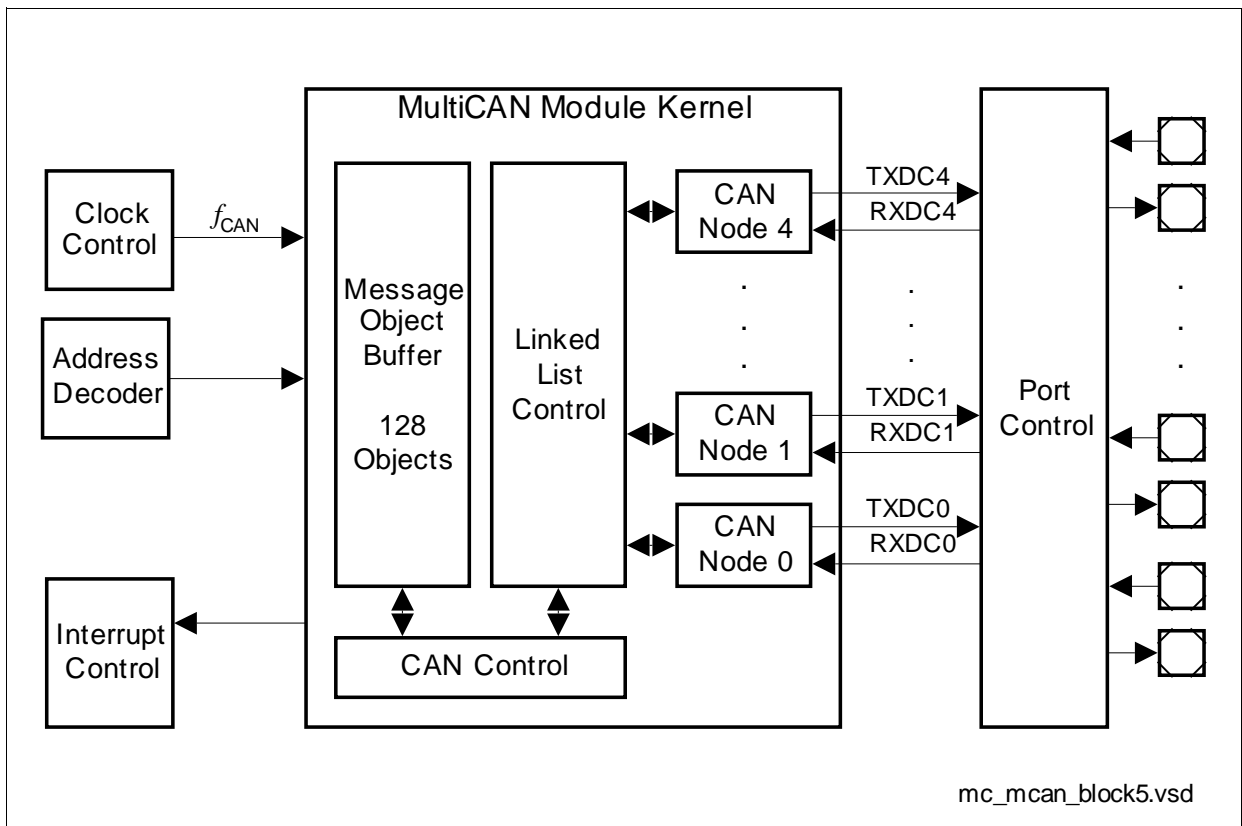 MultiCAN Module Kernel
Clock
Control
fCAN
Address
Decoder
Interrupt
Control
Message
Object
Buffer
128
Objects
Linked
List
Control
CAN Control
CAN
Node 4
CAN
Node 1
CAN
Node 0
TXDC4
RXDC4
TXDC1
RXDC1
TXDC0
RXDC0
Port
Control
mc_mcan_block5.vsd